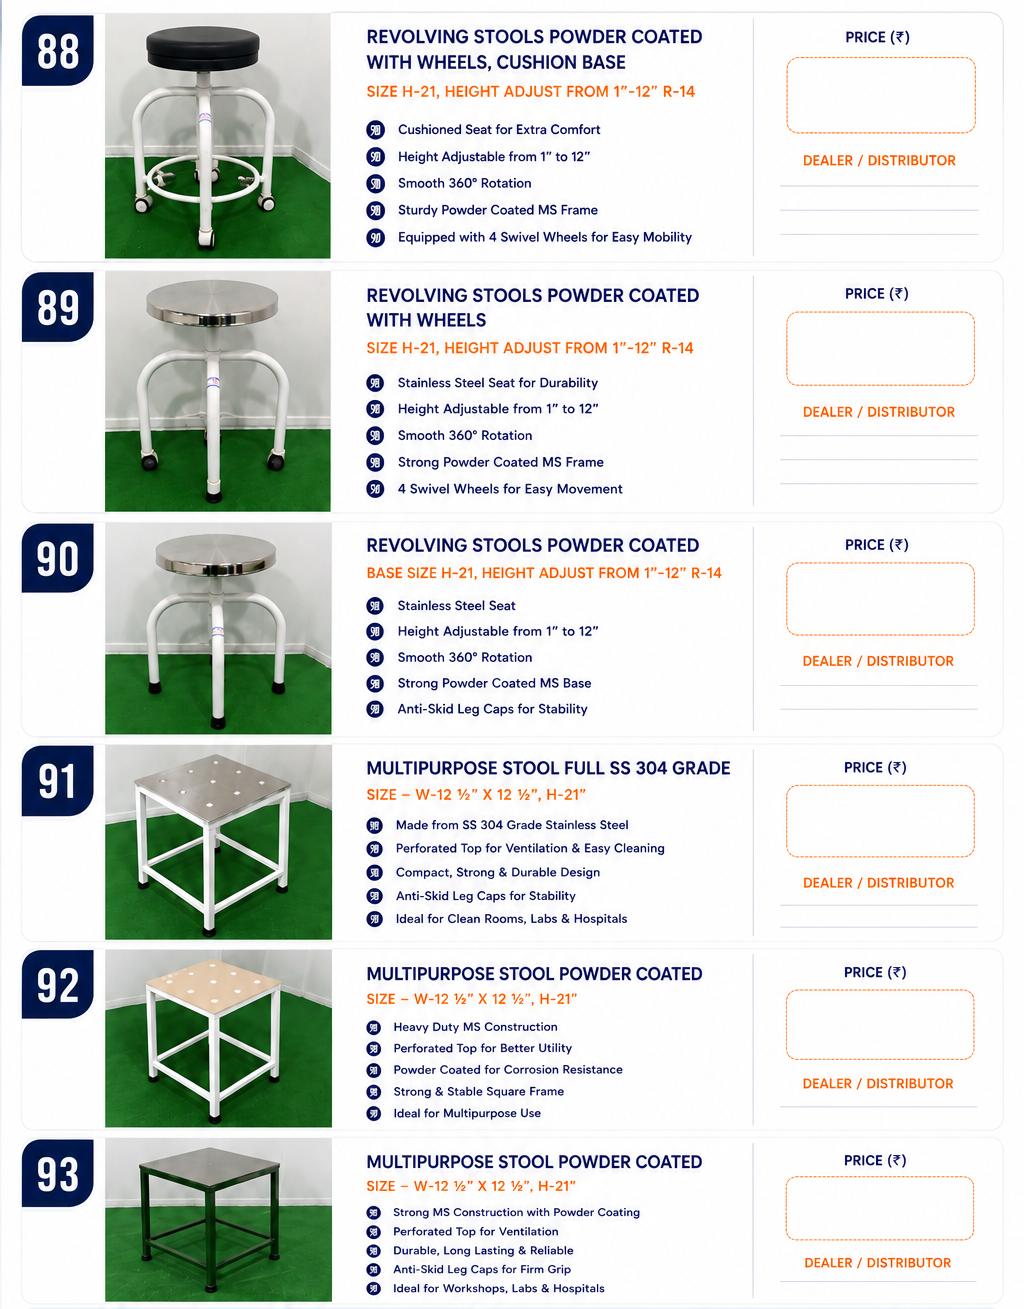 88
REVOLVING STOOLS POWDER COATED
WITH WHEELS, CUSHION BASE
SIZE H-21, HEIGHT ADJUST FROM 1"-12" R-14
Cushioned Seat for Extra Comfort
Height Adjustable from 1" to 12"
Smooth 360° Rotation
Sturdy Powder Coated MS Frame
Equipped with 4 Swivel Wheels for Easy Mobility
PRICE (₹)
DEALER / DISTRIBUTOR
89
REVOLVING STOOLS POWDER COATED
WITH WHEELS
SIZE H-21, HEIGHT ADJUST FROM 1"-12" R-14
Stainless Steel Seat for Durability
Height Adjustable from 1" to 12"
Smooth 360° Rotation
Strong Powder Coated MS Frame
4 Swivel Wheels for Easy Movement
PRICE (₹)
DEALER / DISTRIBUTOR
90
REVOLVING STOOLS POWDER COATED
BASE SIZE H-21, HEIGHT ADJUST FROM 1"-12" R-14
Stainless Steel Seat
Height Adjustable from 1" to 12"
Smooth 360° Rotation
Strong Powder Coated MS Base
Anti-Skid Leg Caps for Stability
PRICE (₹)
DEALER / DISTRIBUTOR
91
MULTIPURPOSE STOOL FULL SS 304 GRADE
SIZE – W-12 ½" X 12 ½", H-21"
Made from SS 304 Grade Stainless Steel
Perforated Top for Ventilation & Easy Cleaning
Compact, Strong & Durable Design
Anti-Skid Leg Caps for Stability
Ideal for Clean Rooms, Labs & Hospitals
PRICE (₹)
DEALER / DISTRIBUTOR
92
MULTIPURPOSE STOOL POWDER COATED
SIZE – W-12 ½" X 12 ½", H-21"
Heavy Duty MS Construction
Perforated Top for Better Utility
Powder Coated for Corrosion Resistance
Strong & Stable Square Frame
Ideal for Multipurpose Use
PRICE (₹)
DEALER / DISTRIBUTOR
93
MULTIPURPOSE STOOL POWDER COATED
SIZE – W-12 ½" X 12 ½", H-21"
Strong MS Construction with Powder Coating
Perforated Top for Ventilation
Durable, Long Lasting & Reliable
Anti-Skid Leg Caps for Firm Grip
Ideal for Workshops, Labs & Hospitals
PRICE (₹)
DEALER / DISTRIBUTOR